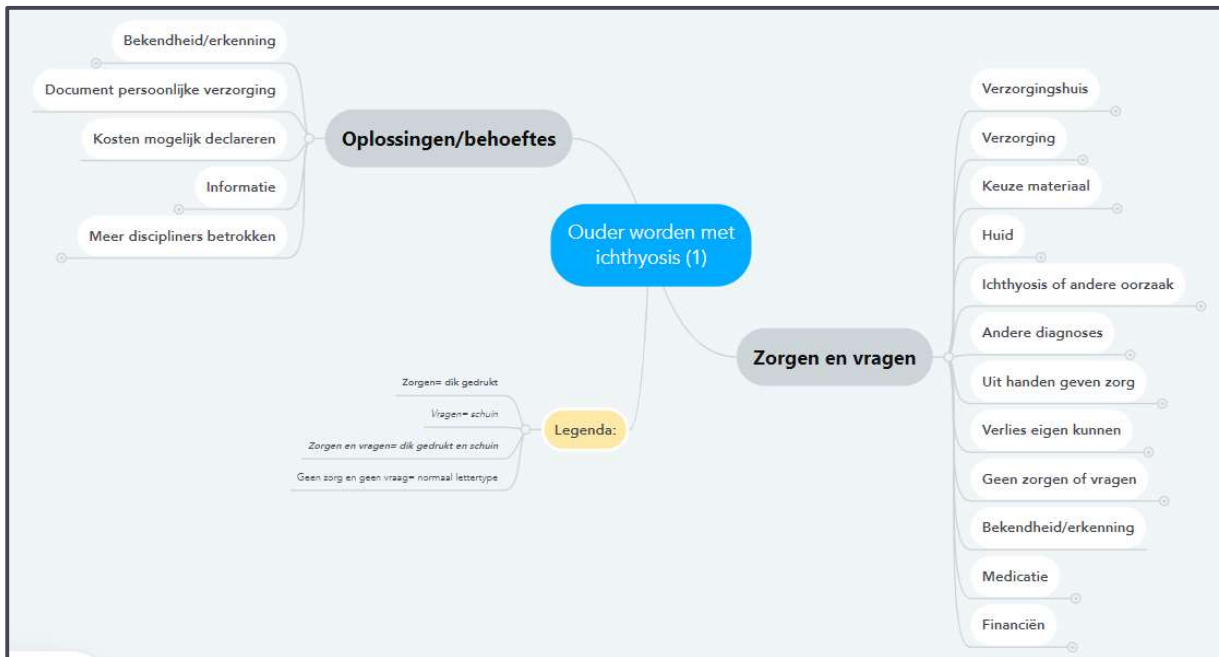 Bekendheid/erkenning
Document persoonlijke verzorging
Kosten mogelijk declareren
Informatie
Meer discipliners betrokken
Oplossingen/behoeftes
Ouder worden met
ichthyosis (1)
Zorgen en vragen
Verzorgingshuis
Verzorging
Keuze materiaal
Huid
Ichthyosis of andere oorzaak
Andere diagnoses
Uit handen geven zorg
Verlies eigen kunnen
Geen zorgen of vragen
Bekendheid/erkenning
Medicatie
Financiën
Legenda:
Zorgen= dik gedrukt
Vragen= schuin
Zorgen en vragen= dik gedrukt en schuin
Geen zorg en geen vraag= normaal lettertype